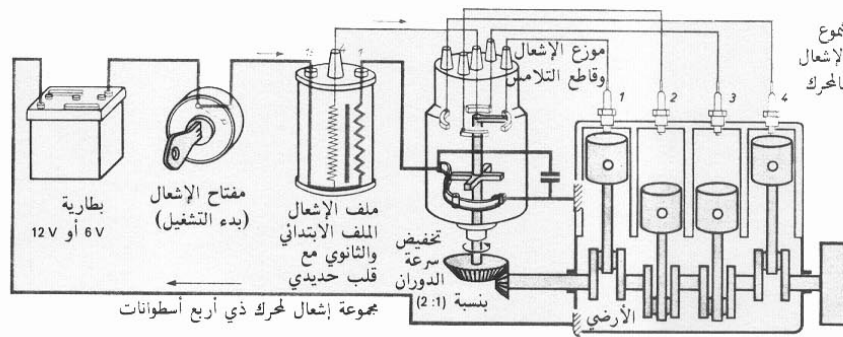 شموع
الإشعال
بالمحرك
موزع الإشعال
وقاطع التلامس
1
2
3
4
بطارية
6 V أو 12 V
مفتاح الإشعال
(بدء التشغيل)
ملف الإشعال
الملف الابتدائي
والثانوي مع
قلب حديدي
تخفيض
سرعة
الدوران
بنسبة (1 : 2)
الأرضي
مجموعة إشعال لمحرك ذي أربع أسطوانات